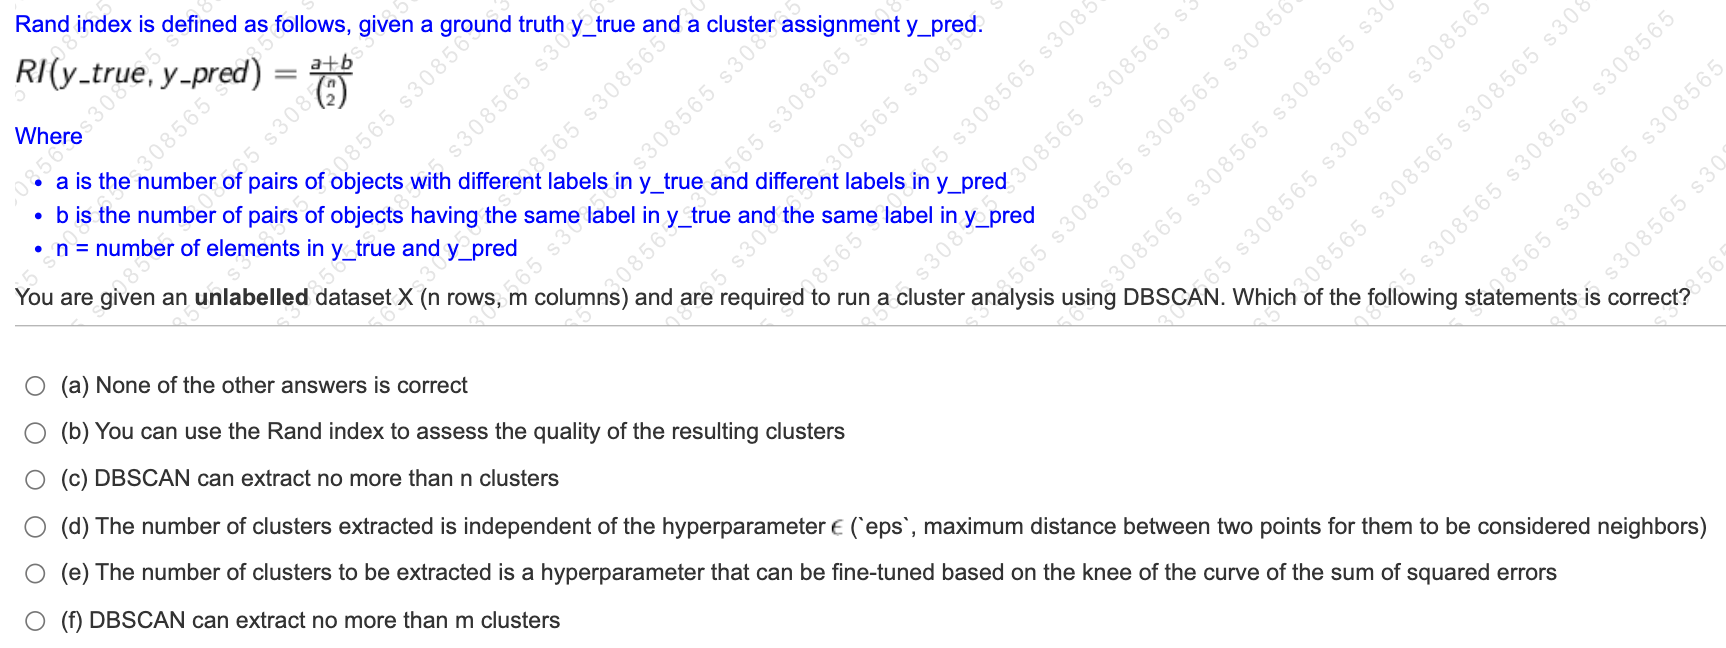 Rand index is defined as follows, given a ground truth y_true and a cluster assignment y_pred.
RI(y_true, y_pred) = a+b / (n 2)
Where
• a is the number of pairs of objects with different labels in y_true and different labels in y_pred
• b is the number of pairs of objects having the same label in y_true and the same label in y_pred
• n = number of elements in y_true and y_pred
You are given an unlabelled dataset X (n rows, m columns) and are required to run a cluster analysis using DBSCAN. Which of the following statements is correct?
(a) None of the other answers is correct
(b) You can use the Rand index to assess the quality of the resulting clusters
(c) DBSCAN can extract no more than n clusters
(d) The number of clusters extracted is independent of the hyperparameter ϵ (`eps`, maximum distance between two points for them to be considered neighbors)
(e) The number of clusters to be extracted is a hyperparameter that can be fine-tuned based on the knee of the curve of the sum of squared errors
(f) DBSCAN can extract no more than m clusters
s308565